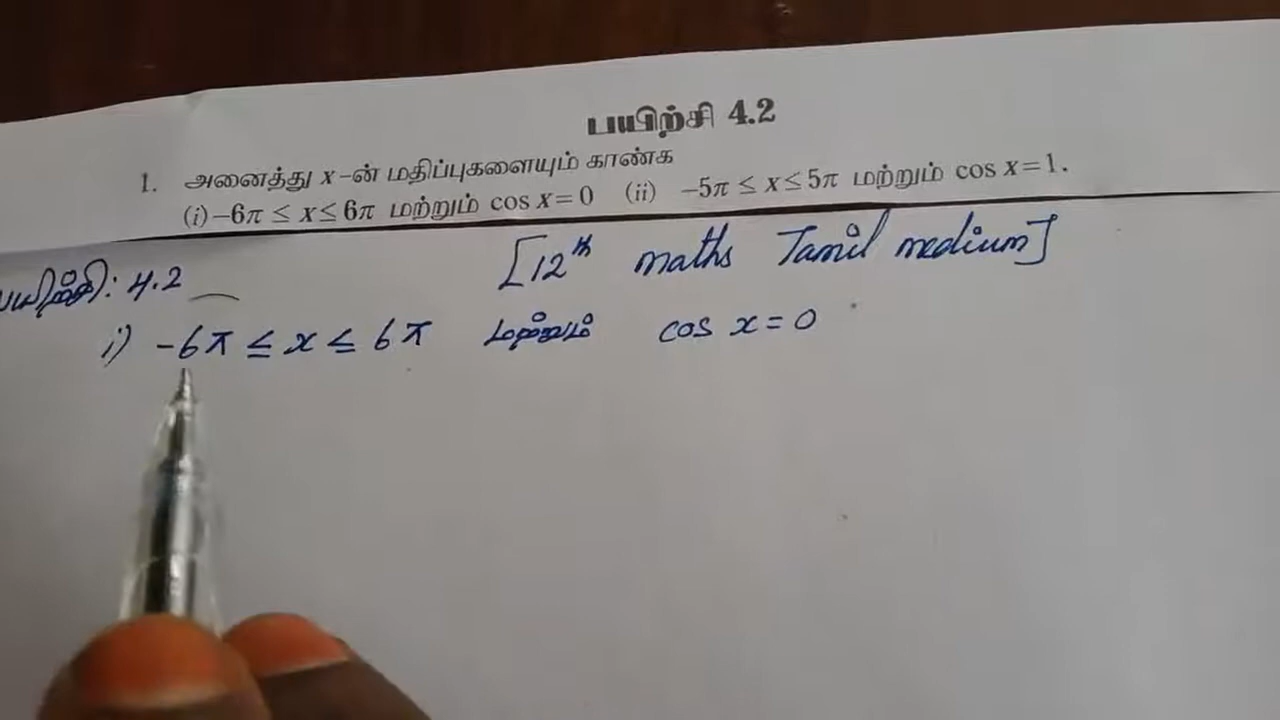 பயிற்சி 4.2
1. அனைத்து x-ன் மதிப்புகளையும் காண்க
(i) -6π ≤ x ≤ 6π மற்றும் cos x = 0 (ii) -5π ≤ x ≤ 5π மற்றும் cos x = 1.
[12th maths Tamil medium]
பயிற்சி: 4.2
i) -6π ≤ x ≤ 6π மற்றும் cos x = 0